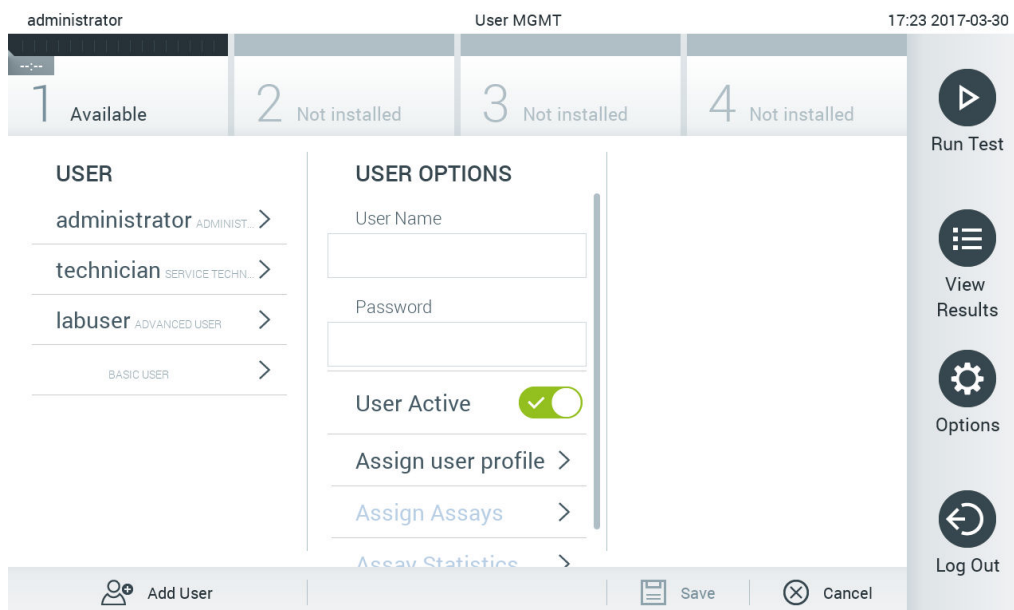 administrator
User MGMT
17:23 2017-03-30
--:--
1 Available
2 Not installed
3 Not installed
4 Not installed
Run Test
View
Results
Options
Log Out
USER
administrator ADMINIST...
technician SERVICE TECHN...
labuser ADVANCED USER
BASIC USER
USER OPTIONS
User Name
Password
User Active
Assign user profile
Assign Assays
Assay Statistics
Add User
Save
Cancel